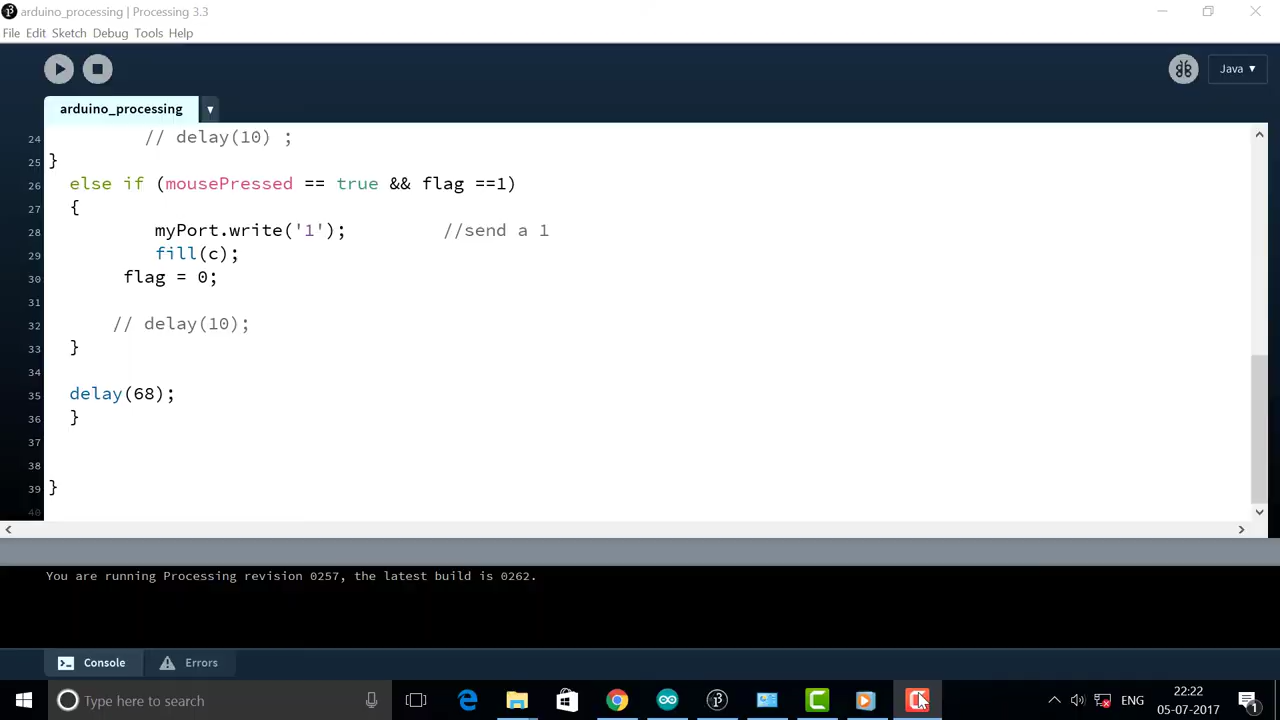 arduino_processing | Processing 3.3
File Edit Sketch Debug Tools Help
Java ▾
arduino_processing ▾
24 // delay(10) ;
25 }
26 else if (mousePressed == true && flag ==1)
27 {
28 myPort.write('1'); //send a 1
29 fill(c);
30 flag = 0;
31
32 // delay(10);
33 }
34
35 delay(68);
36 }
37
38
39 }
40
You are running Processing revision 0257, the latest build is 0262.
Console Errors
Type here to search
ENG
22:22
05-07-2017
1